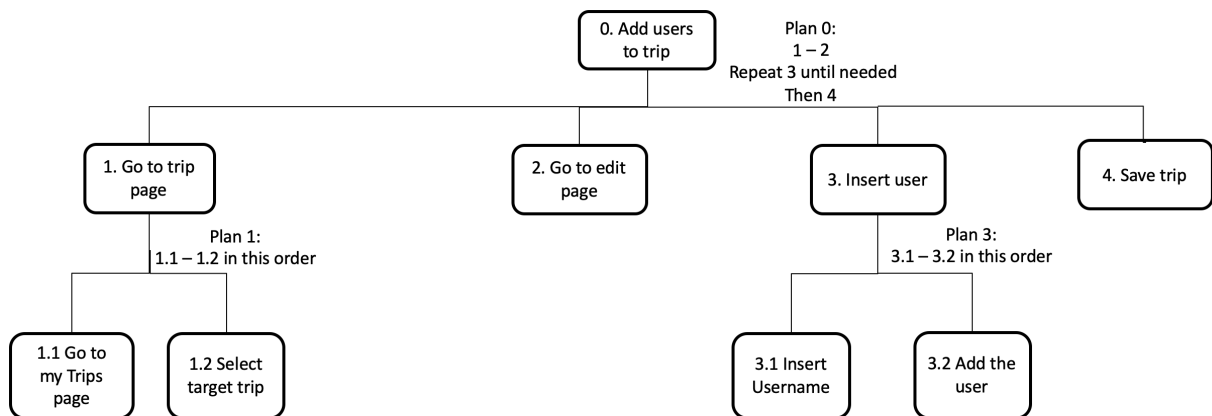 0. Add users
to trip
Plan 0:
1 – 2
Repeat 3 until needed
Then 4
1. Go to trip
page
2. Go to edit
page
3. Insert user
4. Save trip
Plan 1:
1.1 – 1.2 in this order
Plan 3:
3.1 – 3.2 in this order
1.1 Go to
my Trips
page
1.2 Select
target trip
3.1 Insert
Username
3.2 Add the
user